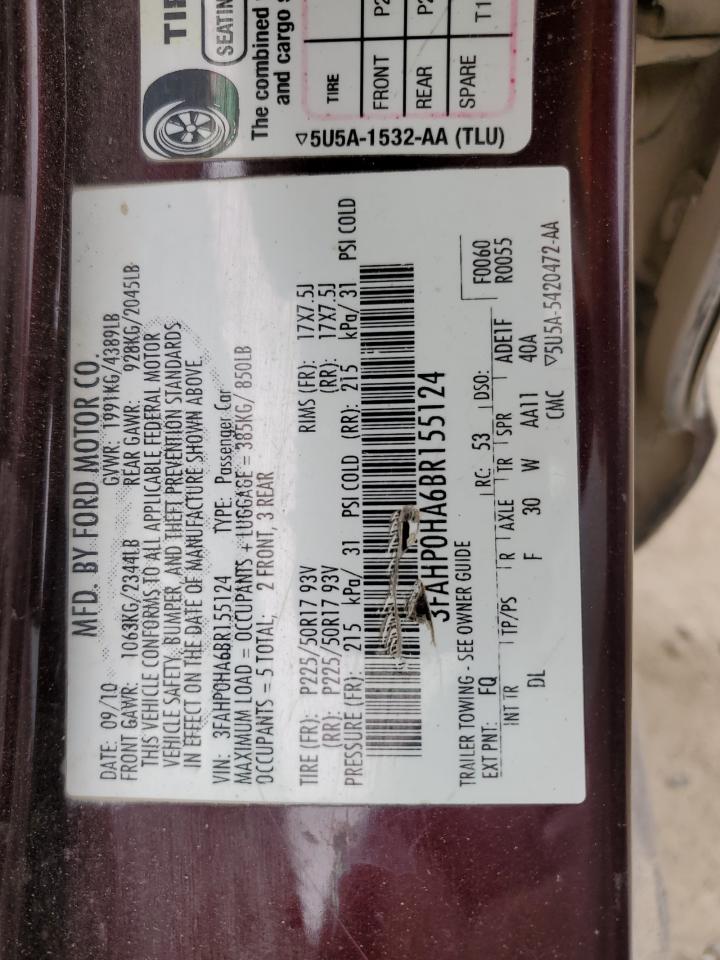 MFD. BY FORD MOTOR CO.
DATE: 09/10 GVWR: 1991KG/4389LB
FRONT GAWR: 1063KG/2344LB REAR GAWR: 928KG/2045LB
THIS VEHICLE CONFORMS TO ALL APPLICABLE FEDERAL MOTOR
VEHICLE SAFETY, BUMPER, AND THEFT PREVENTION STANDARDS
IN EFFECT ON THE DATE OF MANUFACTURE SHOWN ABOVE.
VIN: 3FAHP0HA6BR155124 TYPE: Passenger Car
MAXIMUM LOAD = OCCUPANTS + LUGGAGE = 385KG/ 850LB
OCCUPANTS = 5 TOTAL; 2 FRONT, 3 REAR
TIRE (FR): P225/50R17 93V RIMS (FR): 17X7.5J
(RR): P225/50R17 93V (RR): 17X7.5J
PRESSURE (FR): 215 kPa/ 31 PSI COLD (RR): 215 kPa/ 31 PSI COLD
3FAHP0HA6BR155124
TRAILER TOWING - SEE OWNER GUIDE F0060
EXT PNT: FQ RC: 53 DSO: R0055
INT TR TP/PS R AXLE TR SPR ADE1F
DL F 30 W AA11 40A
CMC ▽5U5A-5420472-AA
TIR
SEATIN
The combined
and cargo
TIRE
FRONT P2
REAR P2
SPARE T1
▽5U5A-1532-AA (TLU)